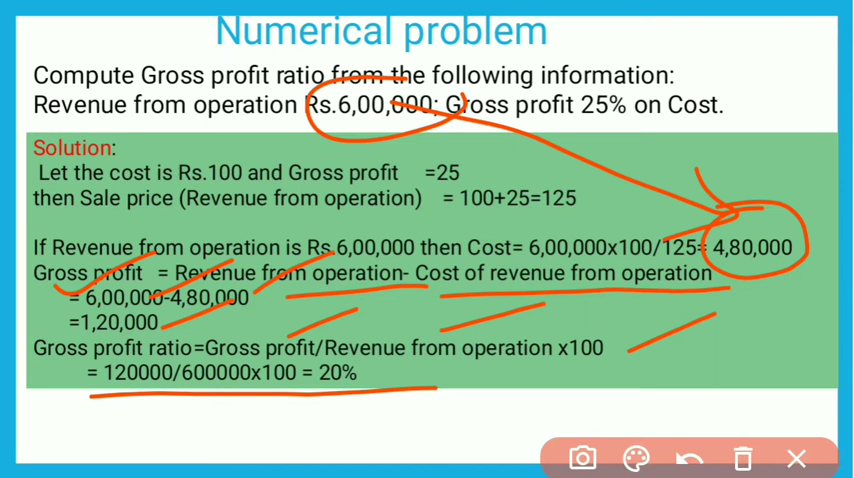 Numerical problem
Compute Gross profit ratio from the following information:
Revenue from operation Rs.6,00,000; Gross profit 25% on Cost.
Solution:
Let the cost is Rs.100 and Gross profit =25
then Sale price (Revenue from operation) = 100+25=125
If Revenue from operation is Rs.6,00,000 then Cost= 6,00,000x100/125= 4,80,000
Gross profit = Revenue from operation- Cost of revenue from operation
= 6,00,000-4,80,000
=1,20,000
Gross profit ratio=Gross profit/Revenue from operation x100
= 120000/600000x100 = 20%